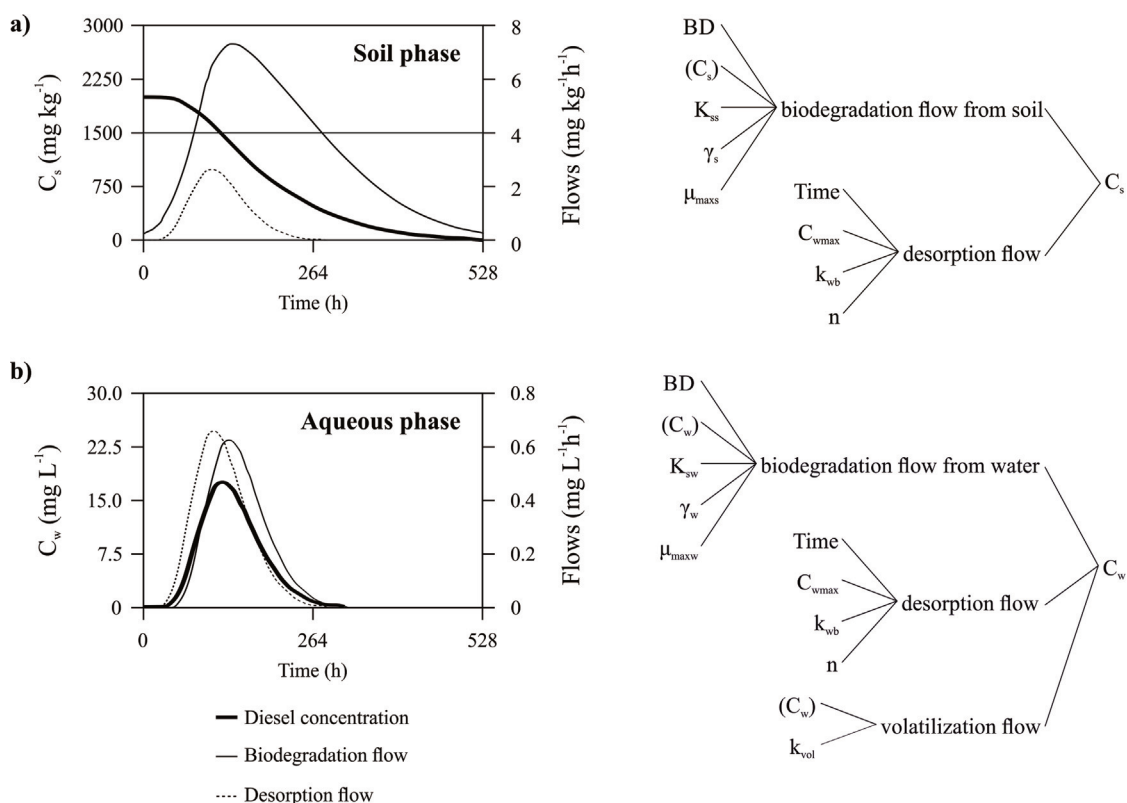 a)
Soil phase
C_s (mg kg^-1)
3000
2250
1500
750
0
8
6
4
2
0
Flows (mg kg^-1h^-1)
0
264
528
Time (h)
BD
(C_s)
K_ss
γ_s
μ_maxs
biodegradation flow from soil
Time
C_wmax
k_wb
n
desorption flow
C_s
b)
Aqueous phase
C_w (mg L^-1)
30.0
22.5
15.0
7.5
0
0.8
0.6
0.4
0.2
0
Flows (mg L^-1h^-1)
0
264
528
Time (h)
BD
(C_w)
K_sw
γ_w
μ_maxw
biodegradation flow from water
Time
C_wmax
k_wb
n
desorption flow
(C_w)
k_vol
volatilization flow
C_w
Diesel concentration
Biodegradation flow
Desorption flow